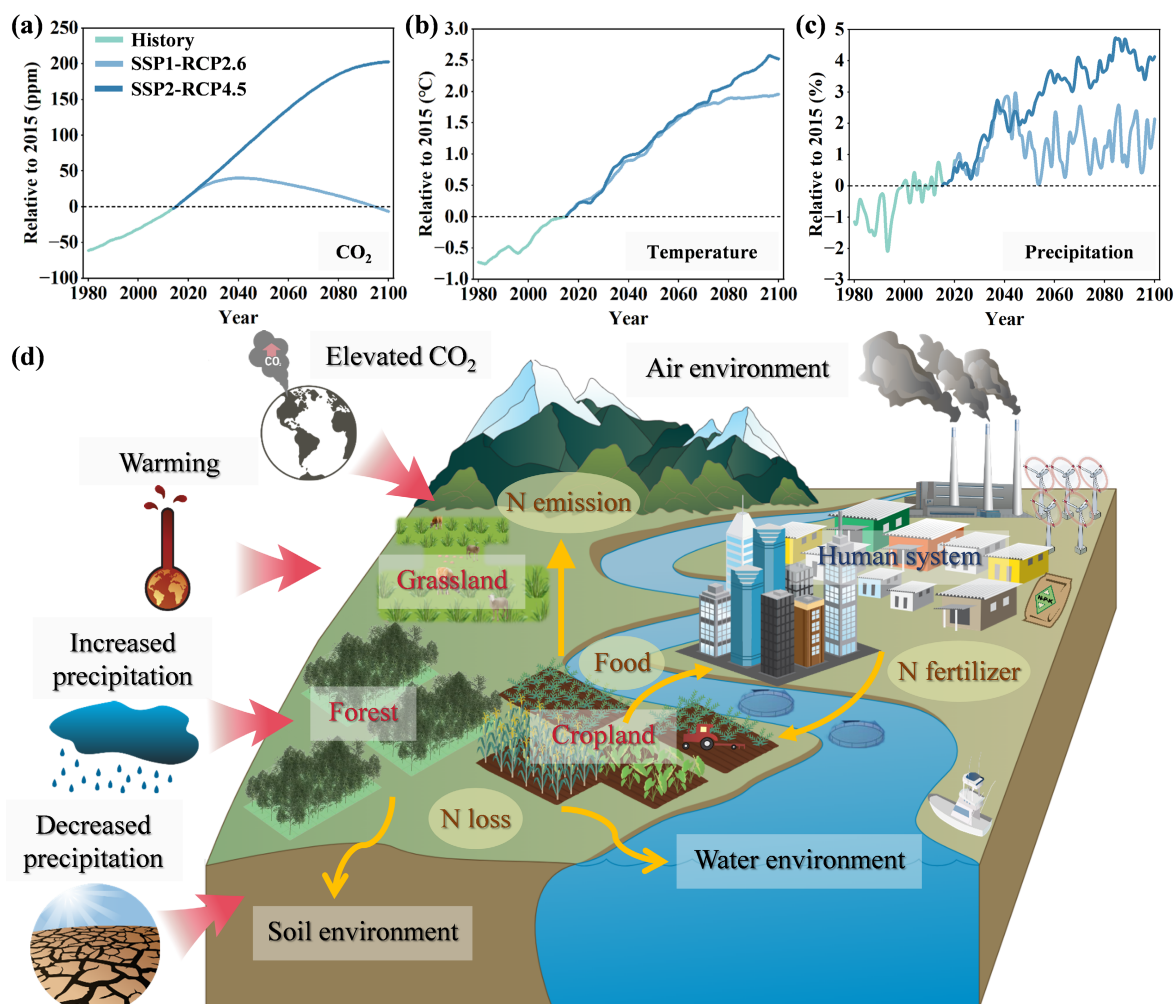 (a)
250
200
150
100
50
0
−50
−100
Relative to 2015 (ppm)
History
SSP1-RCP2.6
SSP2-RCP4.5
CO₂
1980 2000 2020 2040 2060 2080 2100
Year
(b)
3.0
2.5
2.0
1.5
1.0
0.5
0.0
−0.5
−1.0
Relative to 2015 (℃)
Temperature
1980 2000 2020 2040 2060 2080 2100
Year
(c)
5
4
3
2
1
0
−1
−2
−3
Relative to 2015 (%)
Precipitation
1980 2000 2020 2040 2060 2080 2100
Year
(d)
CO
Elevated CO₂
Air environment
Warming
N emission
Grassland
Human system
N-P-K
Increased
precipitation
Food
N fertilizer
Forest
Cropland
Decreased
precipitation
N loss
Water environment
Soil environment